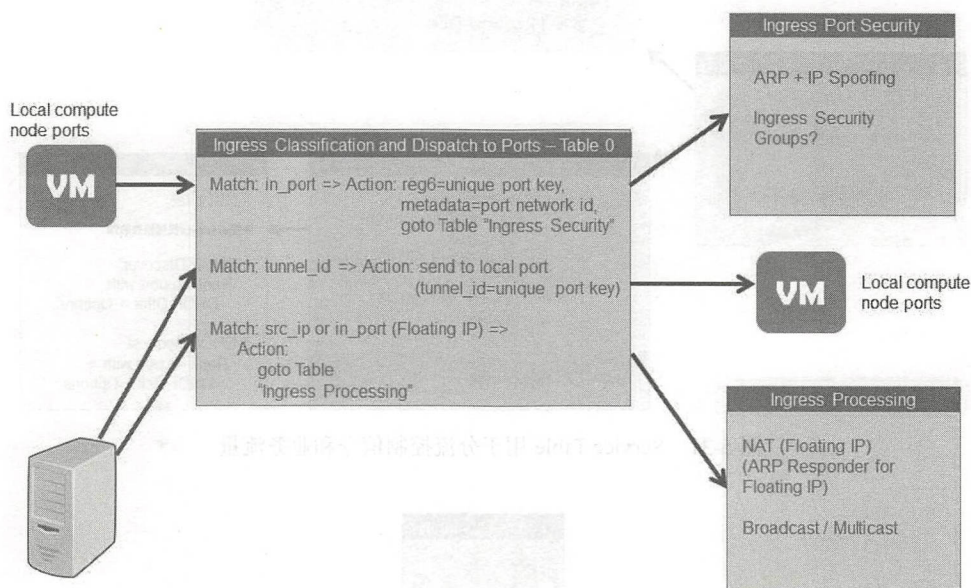 Ingress Port Security
ARP + IP Spoofing
Ingress Security
Groups?
Local compute
node ports
VM
Ingress Classification and Dispatch to Ports – Table 0
Match: in_port => Action: reg6=unique port key,
metadata=port network id,
goto Table "Ingress Security"
Match: tunnel_id => Action: send to local port
(tunnel_id=unique port key)
Match: src_ip or in_port (Floating IP) =>
Action:
goto Table
"Ingress Processing"
VM
Local compute
node ports
Ingress Processing
NAT (Floating IP)
(ARP Responder for
Floating IP)
Broadcast / Multicast